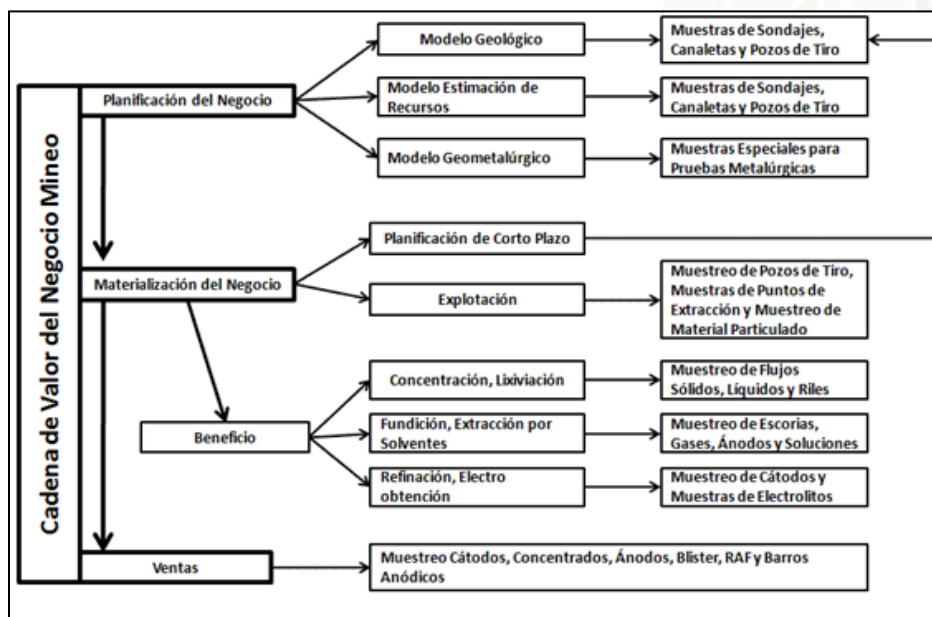 Cadena de Valor del Negocio Mineo
Planificación del Negocio
Modelo Geológico
Muestras de Sondajes,
Canaletas y Pozos de Tiro
Modelo Estimación de
Recursos
Muestras de Sondajes,
Canaletas y Pozos de Tiro
Modelo Geometalúrgico
Muestras Especiales para
Pruebas Metalúrgicas
Materialización del Negocio
Planificación de Corto Plazo
Explotación
Muestreo de Pozos de Tiro,
Muestras de Puntos de
Extracción y Muestreo de
Material Particulado
Beneficio
Concentración, Lixiviación
Muestreo de Flujos
Sólidos, Líquidos y Riles
Fundición, Extracción por
Solventes
Muestreo de Escorias,
Gases, Ánodos y Soluciones
Refinación, Electro
obtención
Muestreo de Cátodos y
Muestras de Electrolitos
Ventas
Muestreo Cátodos, Concentrados, Ánodos, Blister, RAF y Barros
Anódicos